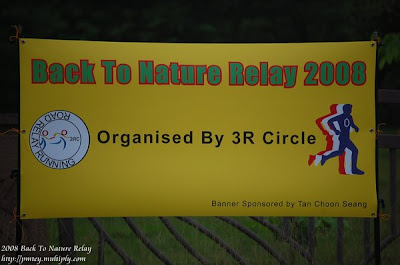 Back To Nature Relay 2008
ROAD RELAY RUNNING
3RC
Organised By 3R Circle
Banner Sponsored by Tan Choon Seang
2008 Back To Nature Relay
http://pmtey.multiply.com